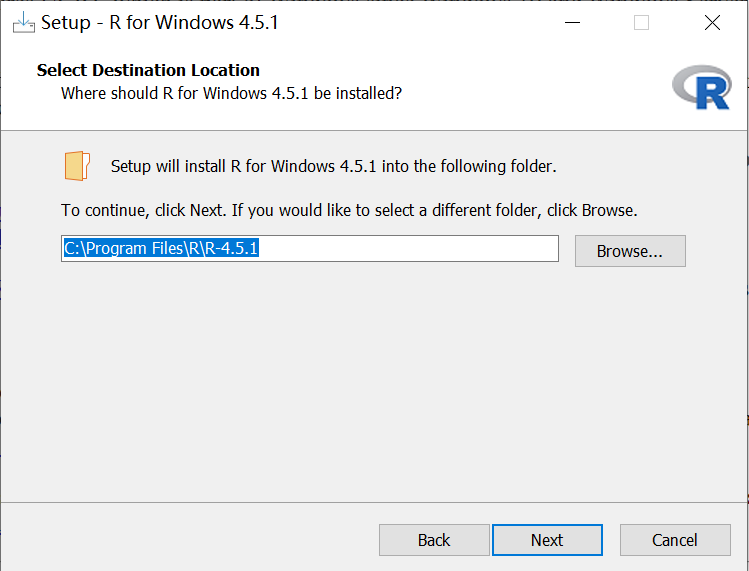 Setup - R for Windows 4.5.1
Select Destination Location
Where should R for Windows 4.5.1 be installed?
R
Setup will install R for Windows 4.5.1 into the following folder.
To continue, click Next. If you would like to select a different folder, click Browse.
C:\Program Files\R\R-4.5.1
Browse...
Back
Next
Cancel